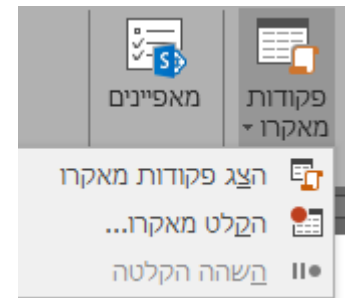 פקודות
מאקרו
מאפיינים
הצג פקודות מאקרו
הקלט מאקרו...
השהה הקלטה